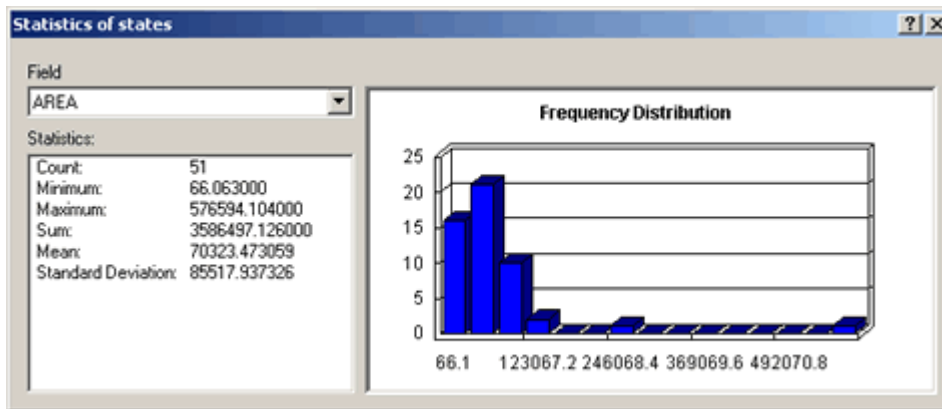 Statistics of states
Field
AREA
Statistics:
Count: 51
Minimum: 66.063000
Maximum: 576594.104000
Sum: 3586497.126000
Mean: 70323.473059
Standard Deviation: 85517.937326
Frequency Distribution
25
20
15
10
5
0
66.1 123067.2 246068.4 369069.6 492070.8